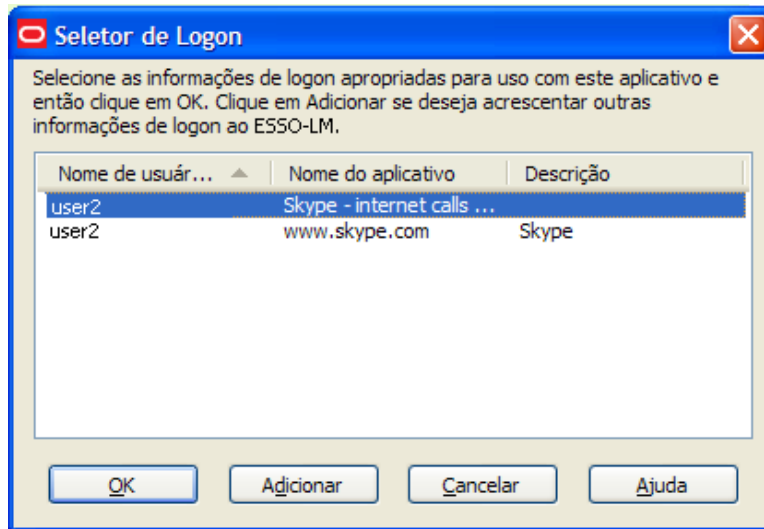 Seletor de Logon
Selecione as informações de logon apropriadas para uso com este aplicativo e
então clique em OK. Clique em Adicionar se deseja acrescentar outras
informações de logon ao ESSO-LM.
Nome de usuár... Nome do aplicativo Descrição
user2 Skype - internet calls ...
user2 www.skype.com Skype
OK Adicionar Cancelar Ajuda